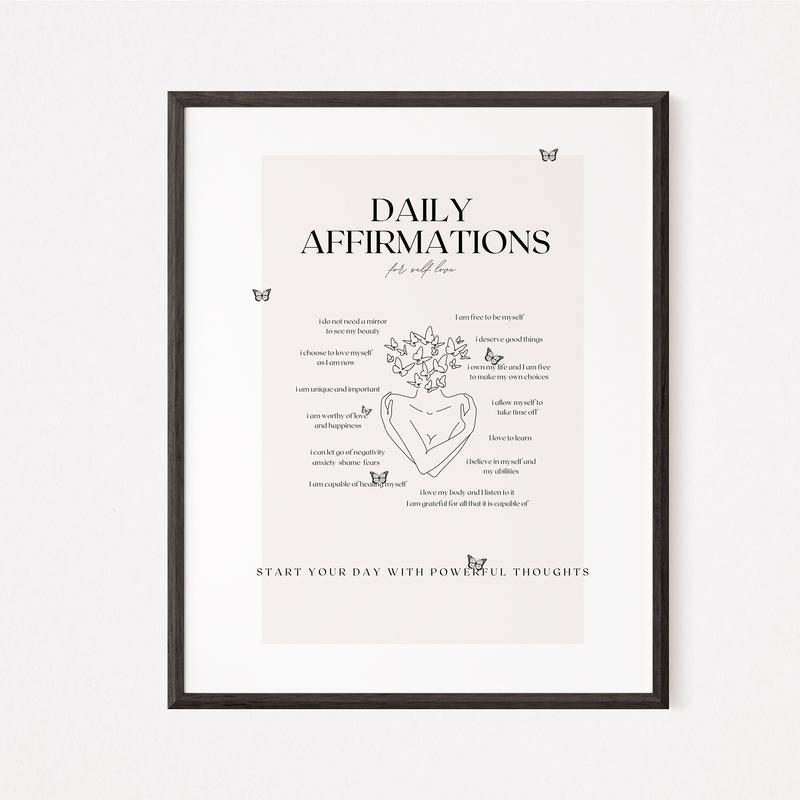 DAILY
AFFIRMATIONS
for self love
i do not need a mirror
to see my beauty
i choose to love myself
as I am now
i am unique and important
i am worthy of love
and happiness
i can let go of negativity
anxiety shame fears
I am capable of healing myself
I am free to be myself
i deserve good things
i own my life and I am free
to make my own choices
i allow myself to
take time off
I love to learn
i believe in myself and
my abilities
i love my body and I listen to it
I am grateful for all that it is capable of
START YOUR DAY WITH POWERFUL THOUGHTS